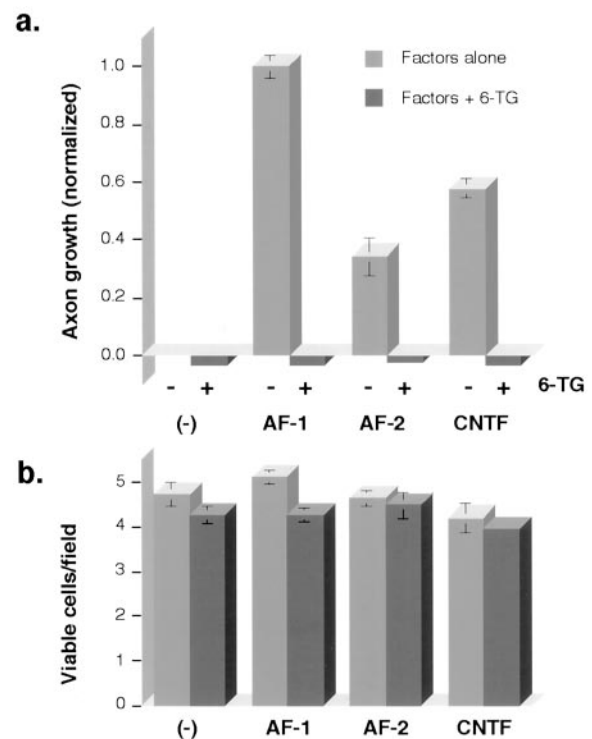 a.
Axon growth (normalized)
1.0
0.8
0.6
0.4
0.2
0.0
Factors alone
Factors + 6-TG
- + - + - + - + 6-TG
(-) AF-1 AF-2 CNTF
b.
Viable cells/field
5
4
3
2
1
0
(-) AF-1 AF-2 CNTF